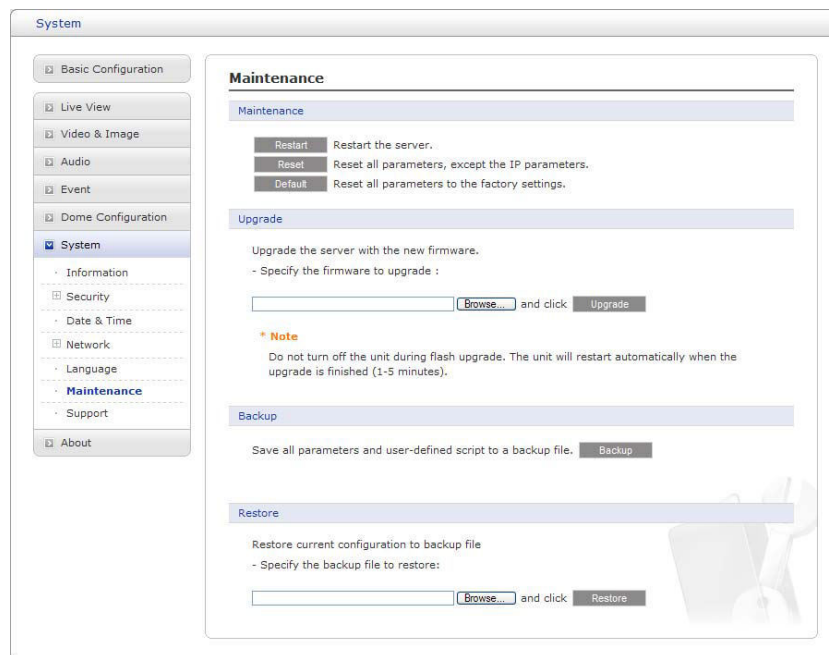 System
Basic Configuration
Live View
Video & Image
Audio
Event
Dome Configuration
System
Information
Security
Date & Time
Network
Language
Maintenance
Support
About
Maintenance
Maintenance
Restart Restart the server.
Reset Reset all parameters, except the IP parameters.
Default Reset all parameters to the factory settings.
Upgrade
Upgrade the server with the new firmware.
- Specify the firmware to upgrade :
Browse... and click Upgrade
* Note
Do not turn off the unit during flash upgrade. The unit will restart automatically when the
upgrade is finished (1-5 minutes).
Backup
Save all parameters and user-defined script to a backup file. Backup
Restore
Restore current configuration to backup file
- Specify the backup file to restore:
Browse... and click Restore